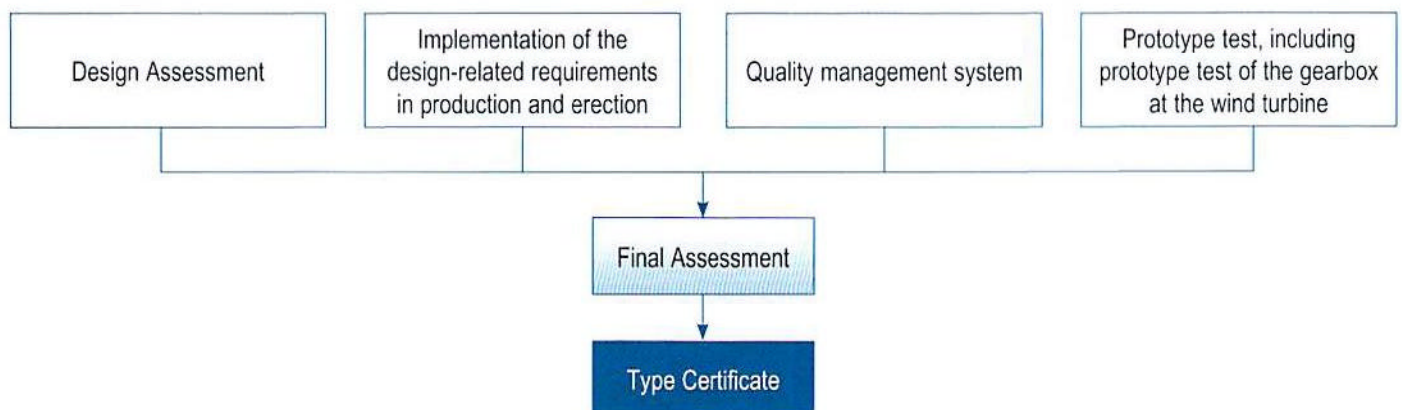 Design Assessment
Implementation of the
design-related requirements
in production and erection
Quality management system
Prototype test, including
prototype test of the gearbox
at the wind turbine
Final Assessment
Type Certificate